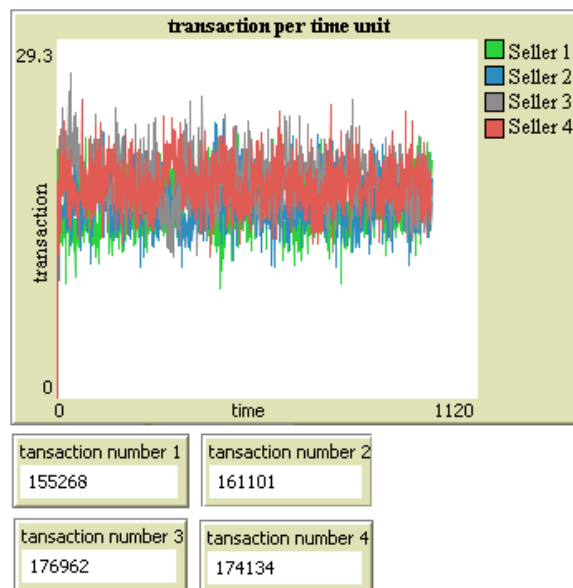 transaction per time unit
29.3
transaction
0
0
time
1120
Seller 1
Seller 2
Seller 3
Seller 4
tansaction number 1
155268
tansaction number 2
161101
tansaction number 3
176962
tansaction number 4
174134